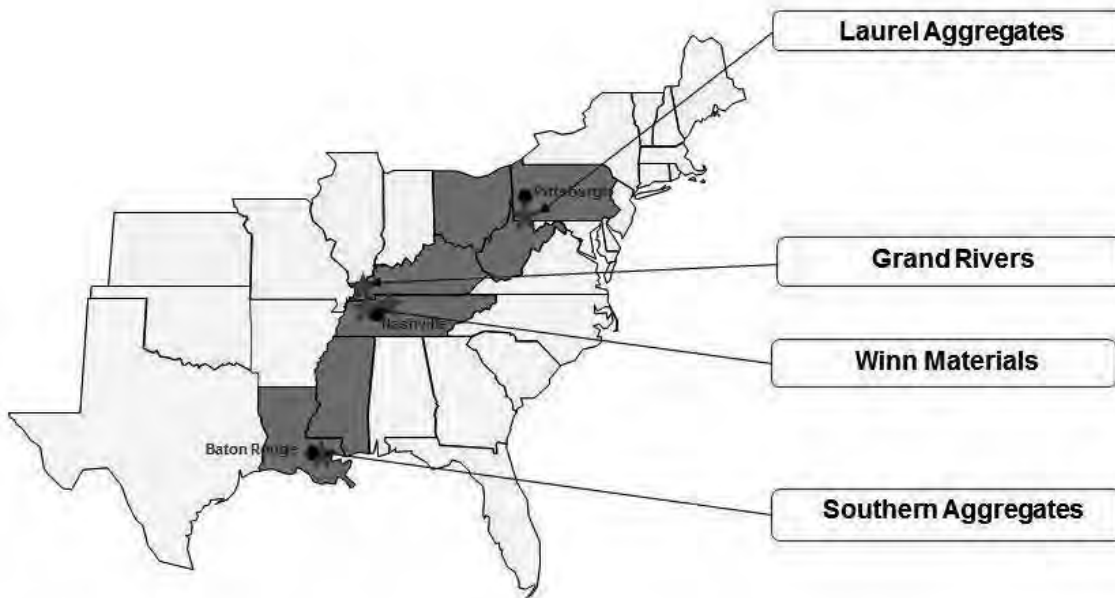 Laurel Aggregates
Pittsburgh
Grand Rivers
Nashville
Winn Materials
Baton Rouge
Southern Aggregates